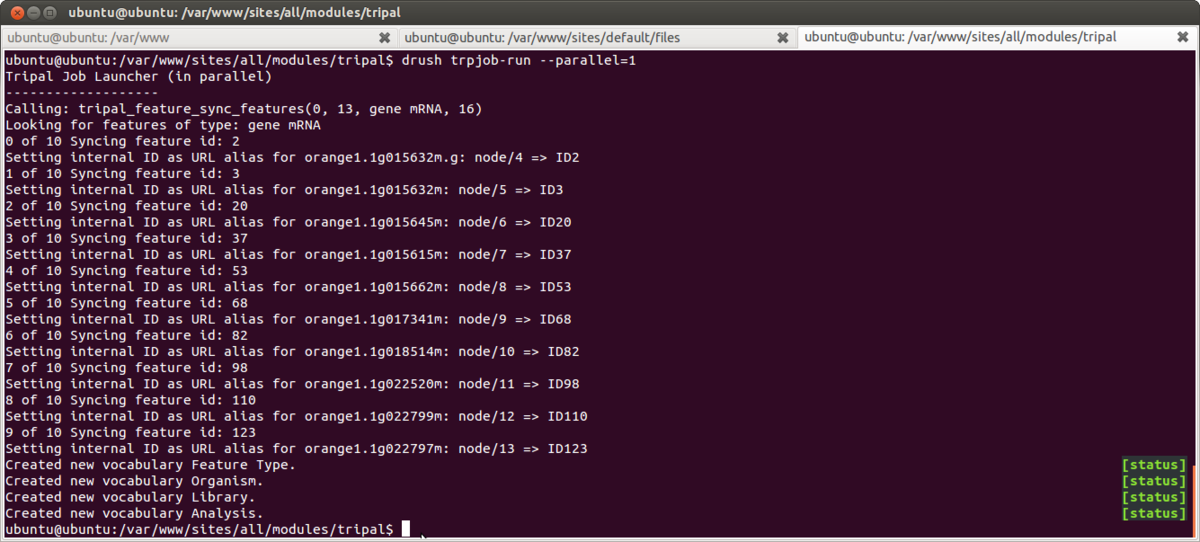 ubuntu@ubuntu: /var/www/sites/all/modules/tripal
ubuntu@ubuntu: /var/www
ubuntu@ubuntu: /var/www/sites/default/files
ubuntu@ubuntu: /var/www/sites/all/modules/tripal
ubuntu@ubuntu:/var/www/sites/all/modules/tripal$ drush trpjob-run --parallel=1
Tripal Job Launcher (in parallel)
-------------------
Calling: tripal_feature_sync_features(0, 13, gene mRNA, 16)
Looking for features of type: gene mRNA
0 of 10 Syncing feature id: 2
Setting internal ID as URL alias for orange1.1g015632m.g: node/4 => ID2
1 of 10 Syncing feature id: 3
Setting internal ID as URL alias for orange1.1g015632m: node/5 => ID3
2 of 10 Syncing feature id: 20
Setting internal ID as URL alias for orange1.1g015645m: node/6 => ID20
3 of 10 Syncing feature id: 37
Setting internal ID as URL alias for orange1.1g015615m: node/7 => ID37
4 of 10 Syncing feature id: 53
Setting internal ID as URL alias for orange1.1g015662m: node/8 => ID53
5 of 10 Syncing feature id: 68
Setting internal ID as URL alias for orange1.1g017341m: node/9 => ID68
6 of 10 Syncing feature id: 82
Setting internal ID as URL alias for orange1.1g018514m: node/10 => ID82
7 of 10 Syncing feature id: 98
Setting internal ID as URL alias for orange1.1g022520m: node/11 => ID98
8 of 10 Syncing feature id: 110
Setting internal ID as URL alias for orange1.1g022799m: node/12 => ID110
9 of 10 Syncing feature id: 123
Setting internal ID as URL alias for orange1.1g022797m: node/13 => ID123
Created new vocabulary Feature Type. [status]
Created new vocabulary Organism. [status]
Created new vocabulary Library. [status]
Created new vocabulary Analysis. [status]
ubuntu@ubuntu:/var/www/sites/all/modules/tripal$